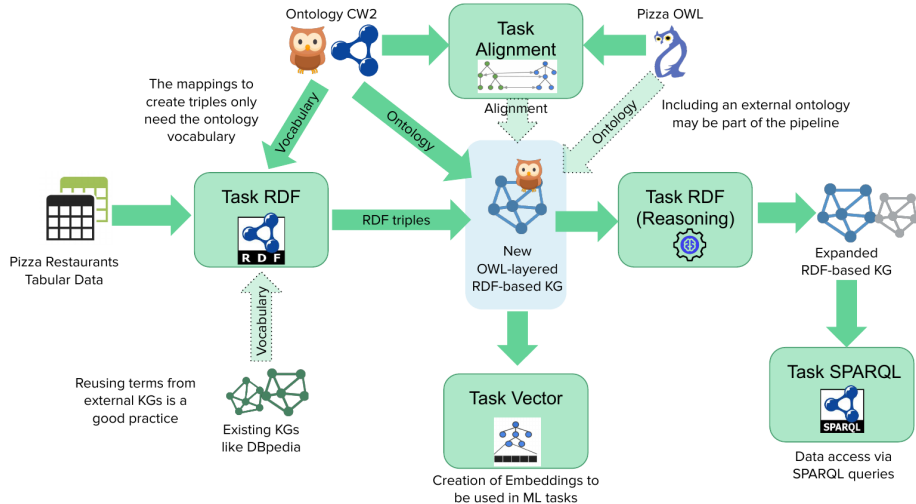 Ontology CW2
Task
Alignment
Pizza OWL
The mappings to
create triples only
need the ontology
vocabulary
Vocabulary
Ontology
Alignment
Ontology
Including an external ontology
may be part of the pipeline
Pizza Restaurants
Tabular Data
Task RDF
R D F
RDF triples
New
OWL-layered
RDF-based KG
Task RDF
(Reasoning)
Expanded
RDF-based KG
Vocabulary
Reusing terms from
external KGs is a
good practice
Existing KGs
like DBpedia
Task Vector
Creation of Embeddings to
be used in ML tasks
Task SPARQL
SPARQL
Data access via
SPARQL queries